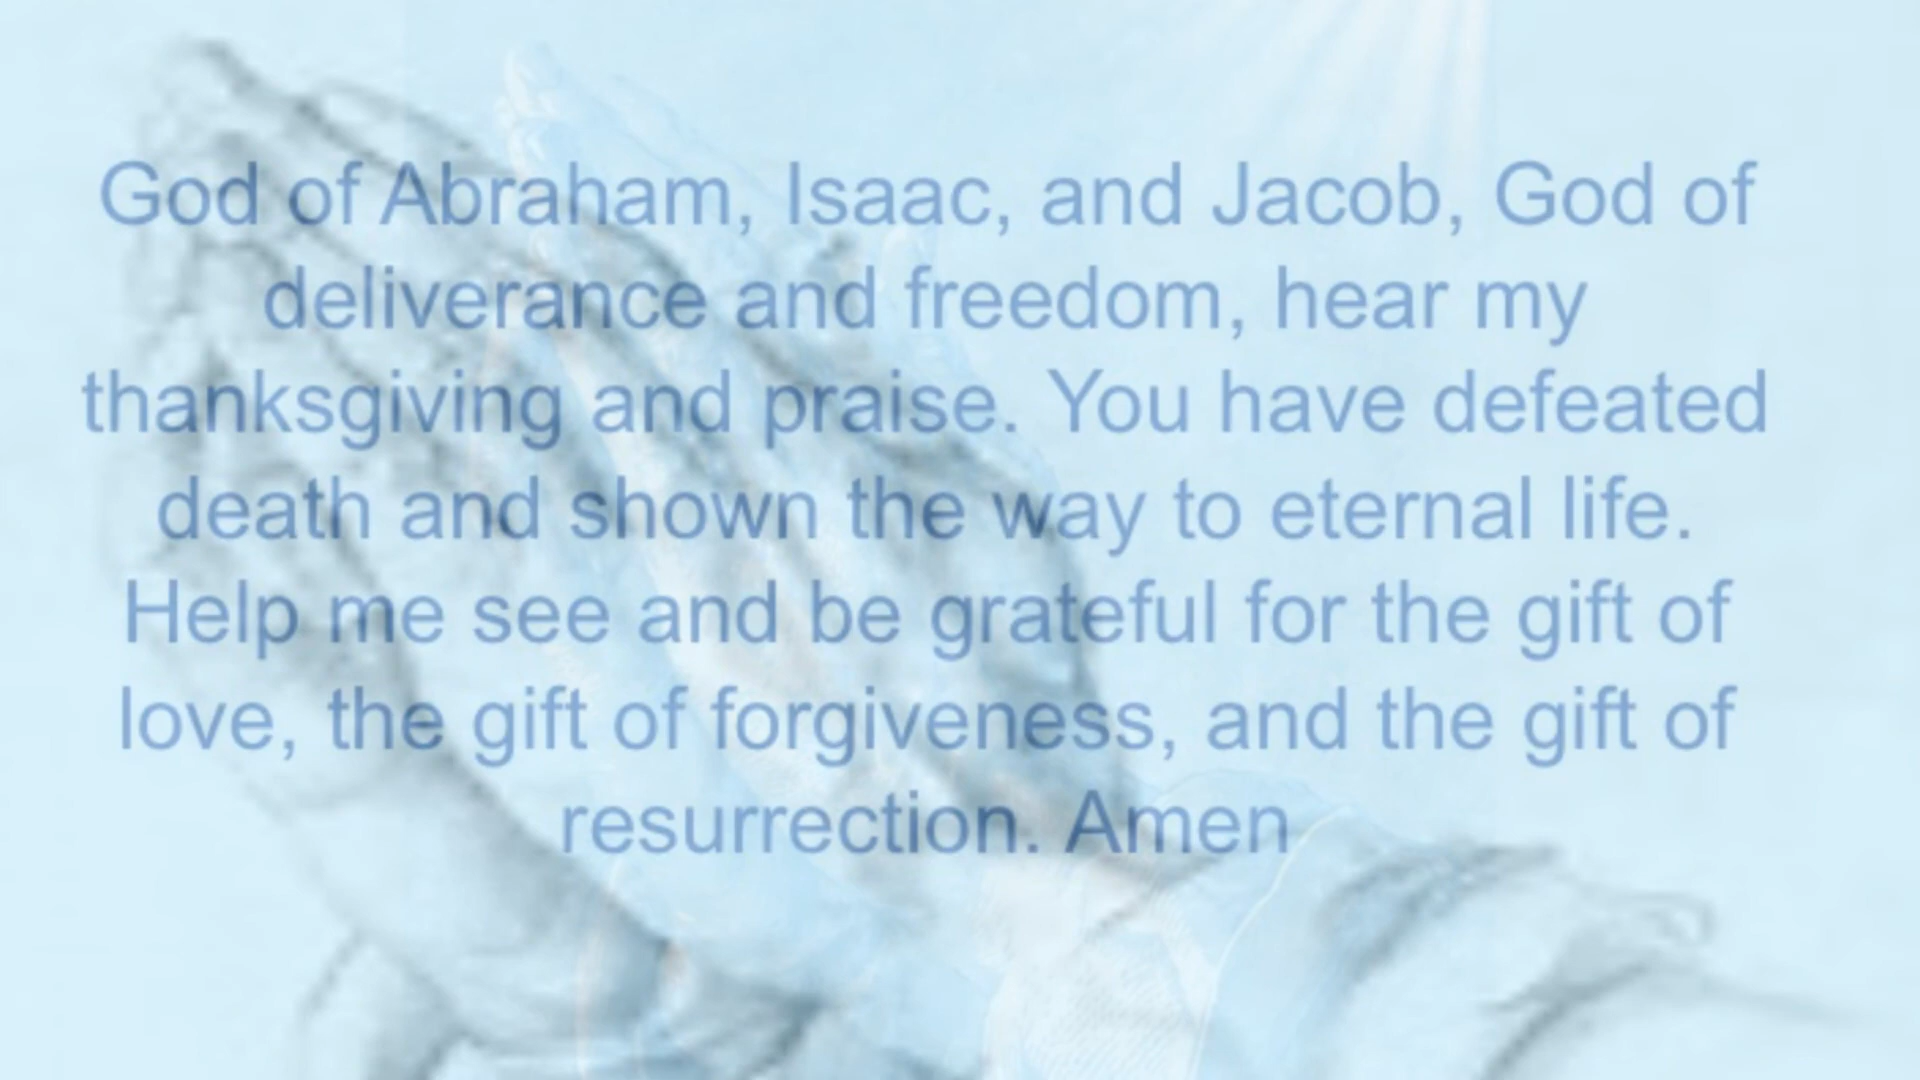 God of Abraham, Isaac, and Jacob, God of
deliverance and freedom, hear my
thanksgiving and praise. You have defeated
death and shown the way to eternal life.
Help me see and be grateful for the gift of
love, the gift of forgiveness, and the gift of
resurrection. Amen